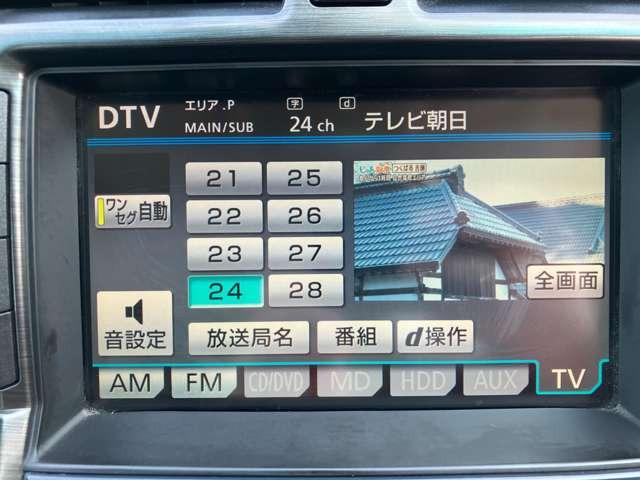 DTV
エリア.P
MAIN/SUB
字
d
24 ch
テレビ朝日
21
25
ワンセグ 自動
22
26
23
27
24
28
全画面
音設定
放送局名
番組
d操作
AM
FM
CD/DVD
MD
HDD
AUX
TV